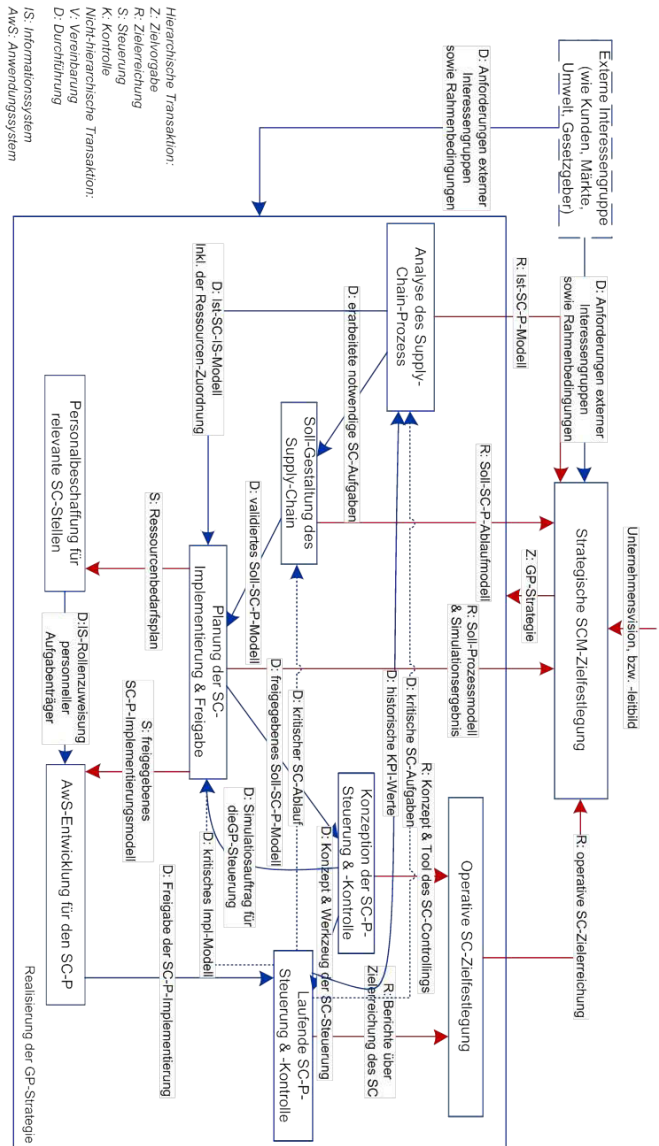 Externe Interessengruppe
(wie Kunden, Märkte,
Umwelt, Gesetzgeber)
D: Anforderungen externer
Interessengruppen
sowie Rahmenbedingungen
D: Anforderungen externer
Interessengruppen
sowie Rahmenbedingungen
Unternehmensvision, bzw. -leitbild
Strategische SCM-Zielfestlegung
R: operative SC-Zielerreichung
Operative SC-Zielfestlegung
R: Ist-SC-P-Modell
R: Soll-SC-P-Ablaufmodell
Z: GP-Strategie
R: Soll-Prozessmodell
& Simulationsergebnis
R: Konzept & Tool des SC-Controllings
R: Berichte über
Zielerreichung des SC
Analyse des Supply-
Chain-Prozess
D: erarbeitete notwendige SC-Aufgaben
D: historische KPI-Werte
D: kritische SC-Aufgaben
Soll-Gestaltung des
Supply-Chain
D: Ist-SC-IS-Modell
Inkl. der Ressourcen-Zuordnung
D: validiertes Soll-SC-P-Modell
D: kritischer SC-Ablauf
Konzeption der SC-P-
Steuerung & -Kontrolle
D: freigegebenes Soll-SC-P-Modell
D: Konzept & Werkzeug der SC-Steuerung
Planung der SC-
Implementierung & Freigabe
D: Simulatiosauftrag für
dieGP-Steuerung
D: kritisches Impl-Modell
Laufende SC-P-
Steuerung & -Kontrolle
S: Ressourcenbedarfsplan
S: freigegebenes
SC-P-Implementierungsmodel
D: Freigabe der SC-P-Implementierung
Personalbeschaffung für
relevante SC-Stellen
D:IS-Rollenzuweisung
personneller
Aufgabenträger
AwS-Entwicklung für den SC-P
Realisierung der GP-Strategie
Hierarchische Transaktion:
Z: Zielvorgabe
R: Zielerreichung
S: Steuerung
K: Kontrolle
Nicht-hierarchische Transaktion:
V: Vereinbarung
D: Durchführung
IS: Informationssystem
AwS: Anwendungssystem